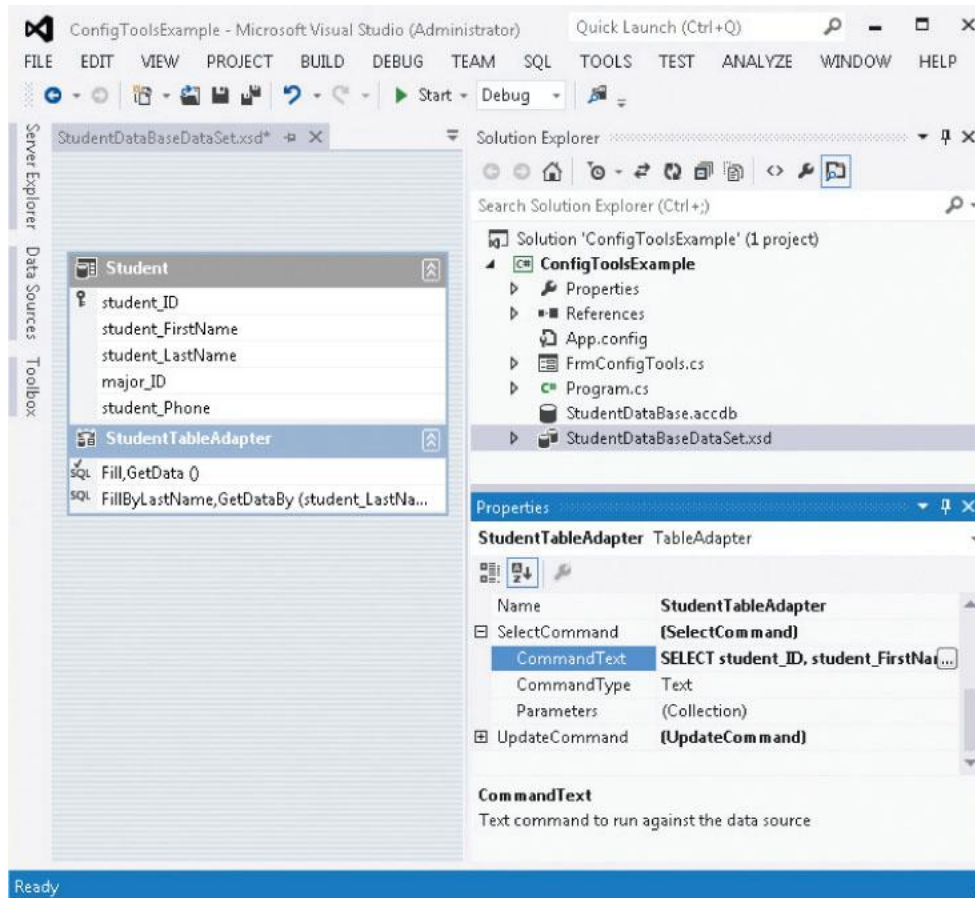 ConfigToolsExample - Microsoft Visual Studio (Administrator)
Quick Launch (Ctrl+Q)
FILE EDIT VIEW PROJECT BUILD DEBUG TEAM SQL TOOLS TEST ANALYZE WINDOW HELP
Start
Debug
Server Explorer
Data Sources
Toolbox
StudentDataBaseDataSet.xsd*
Student
student_ID
student_FirstName
student_LastName
major_ID
student_Phone
StudentTableAdapter
SQL Fill,GetData ()
SQL FillByLastName,GetDataBy (student_LastNa...
Solution Explorer
Search Solution Explorer (Ctrl+;)
Solution 'ConfigToolsExample' (1 project)
C# ConfigToolsExample
Properties
References
App.config
FrmConfigTools.cs
C# Program.cs
StudentDataBase.accdb
StudentDataBaseDataSet.xsd
Properties
StudentTableAdapter TableAdapter
Name StudentTableAdapter
SelectCommand (SelectCommand)
CommandText SELECT student_ID, student_FirstNa...
CommandType Text
Parameters (Collection)
UpdateCommand (UpdateCommand)
CommandText
Text command to run against the data source
Ready